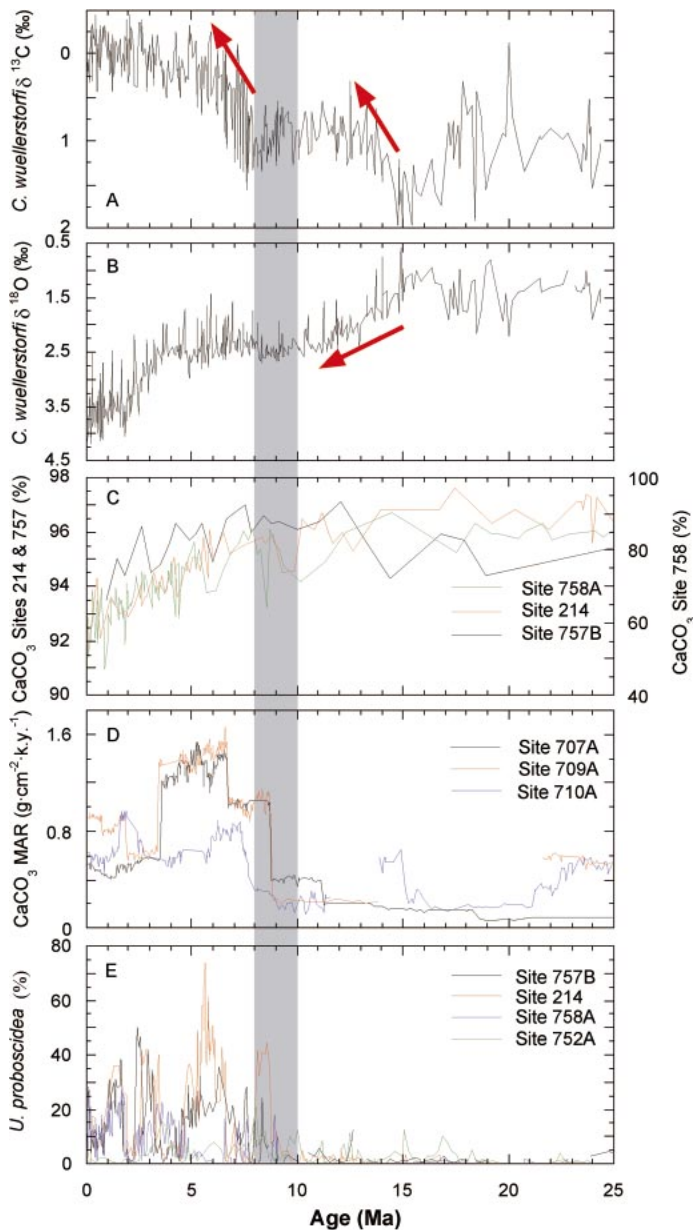 C. wuellerstorfi δ 13C (‰)
0
1
2
A
C. wuellerstorfi δ 18O (‰)
0.5
1.5
2.5
3.5
4.5
B
CaCO3 Sites 214 & 757 (%)
98
96
94
92
90
C
Site 758A
Site 214
Site 757B
100
80
60
40
CaCO3 Site 758 (%)
CaCO3 MAR (g·cm-2·k.y.-1)
1.6
0.8
0
D
Site 707A
Site 709A
Site 710A
U. proboscidea (%)
80
60
40
20
0
E
Site 757B
Site 214
Site 758A
Site 752A
0 5 10 15 20 25
Age (Ma)